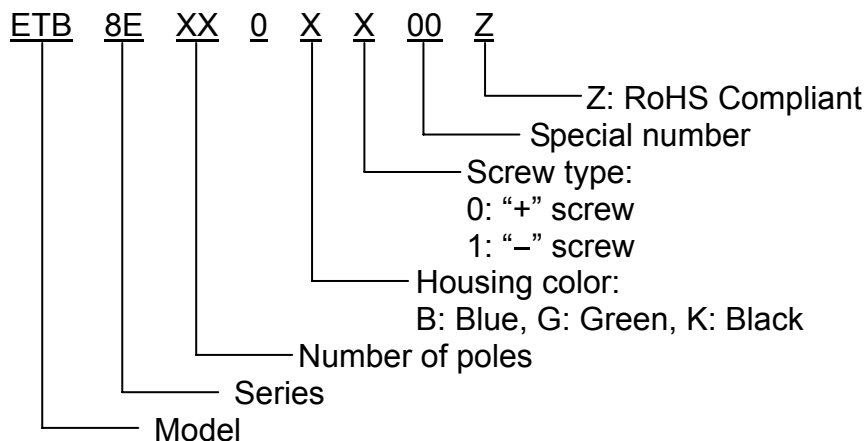 ETB 8E XX 0 X X 00 Z
Z: RoHS Compliant
Special number
Screw type:
0: “+” screw
1: “–” screw
Housing color:
B: Blue, G: Green, K: Black
Number of poles
Series
Model